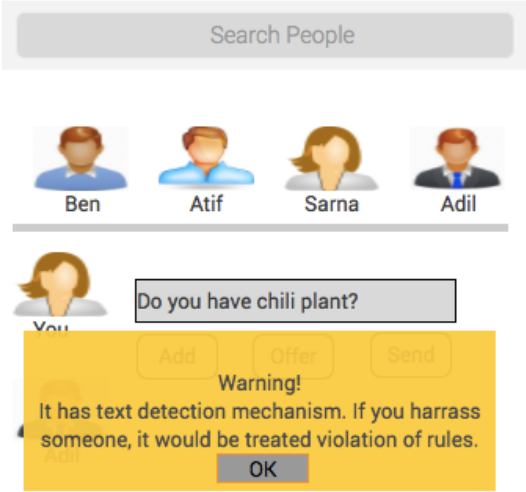 Search People
Ben Atif Sarna Adil
Do you have chili plant?
You
Add Offer Send
Warning!
It has text detection mechanism. If you harrass
someone, it would be treated violation of rules.
Adil
OK